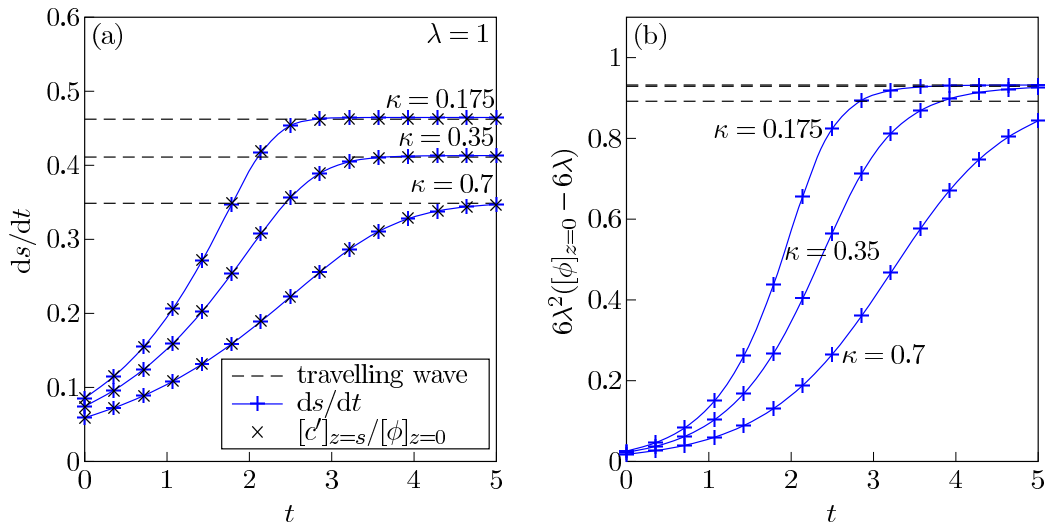 (a)
λ = 1
κ = 0.175
κ = 0.35
κ = 0.7
travelling wave
ds/dt
[c′]z=s/[ϕ]z=0
0.6
0.5
0.4
0.3
0.2
0.1
0
ds/dt
0 1 2 3 4 5
t
(b)
κ = 0.175
κ = 0.35
κ = 0.7
1
0.8
0.6
0.4
0.2
0
6λ²([ϕ]z=0 − 6λ)
0 1 2 3 4 5
t